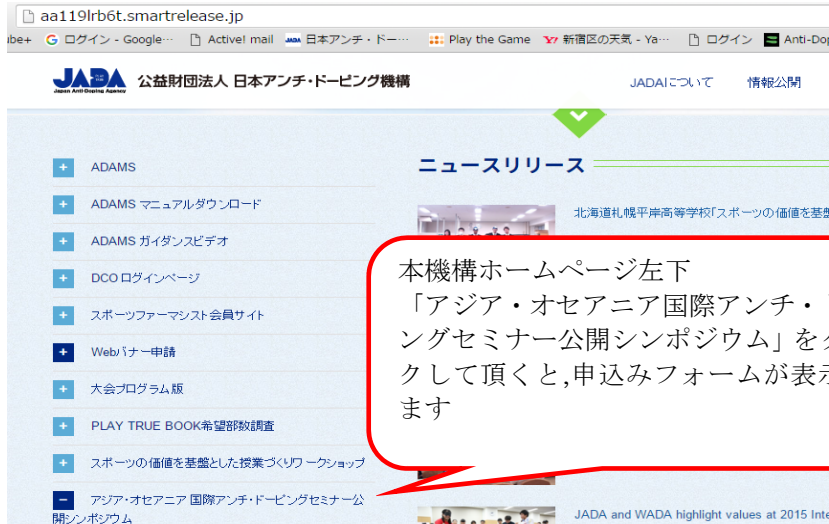 aa119lrb6t.smartrelease.jp
ube+ ログイン - Google… Active! mail 日本アンチ・ドー… Play the Game 新宿区の天気 - Ya… ログイン Anti-Dop
JADA 公益財団法人 日本アンチ・ドーピング機構 JADAについて 情報公開
Japan Anti-Doping Agency
ニュースリリース
ADAMS
ADAMS マニュアルダウンロード
北海道札幌平岸高等学校「スポーツの価値を基盤
ADAMS ガイダンスビデオ
DCO ログインページ
スポーツファーマシスト会員サイト
Webバナー申請
大会プログラム版
PLAY TRUE BOOK希望部数調査
スポーツの価値を基盤とした授業づくりワークショップ
アジア・オセアニア国際アンチ・ドーピングセミナー公
開シンポジウム
本機構ホームページ左下
「アジア・オセアニア国際アンチ・
ングセミナー公開シンポジウム」を
クして頂くと,申込みフォームが表
ます
JADA and WADA highlight values at 2015 Inte